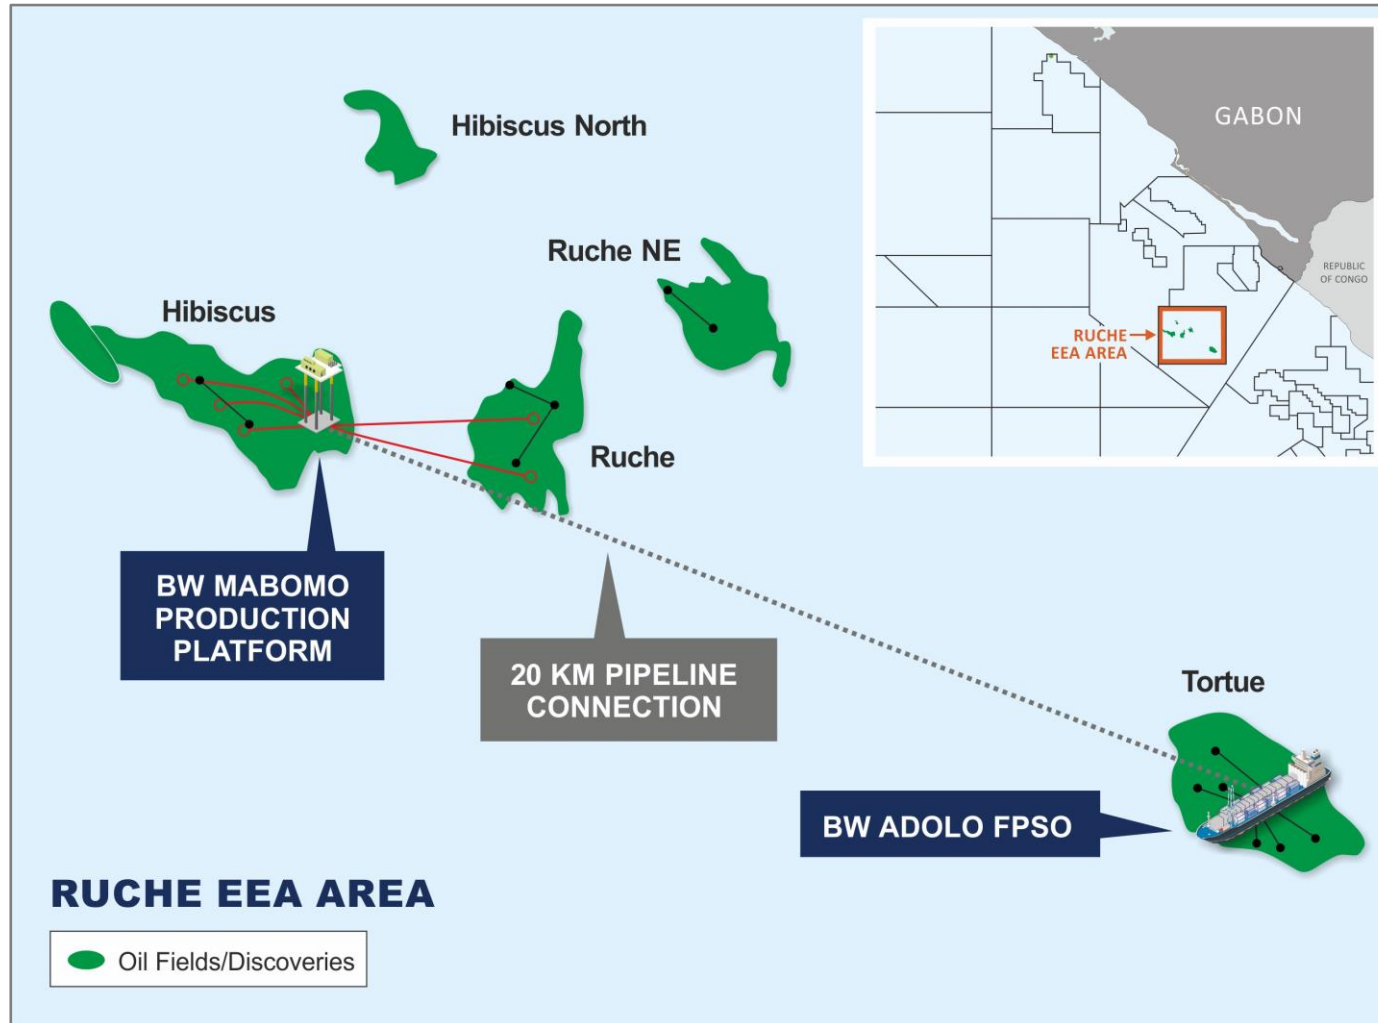 Hibiscus North
Ruche NE
Hibiscus
Ruche
BW MABOMO
PRODUCTION
PLATFORM
20 KM PIPELINE
CONNECTION
Tortue
BW ADOLO FPSO
RUCHE EEA AREA
Oil Fields/Discoveries
GABON
REPUBLIC
OF CONGO
RUCHE
EEA AREA